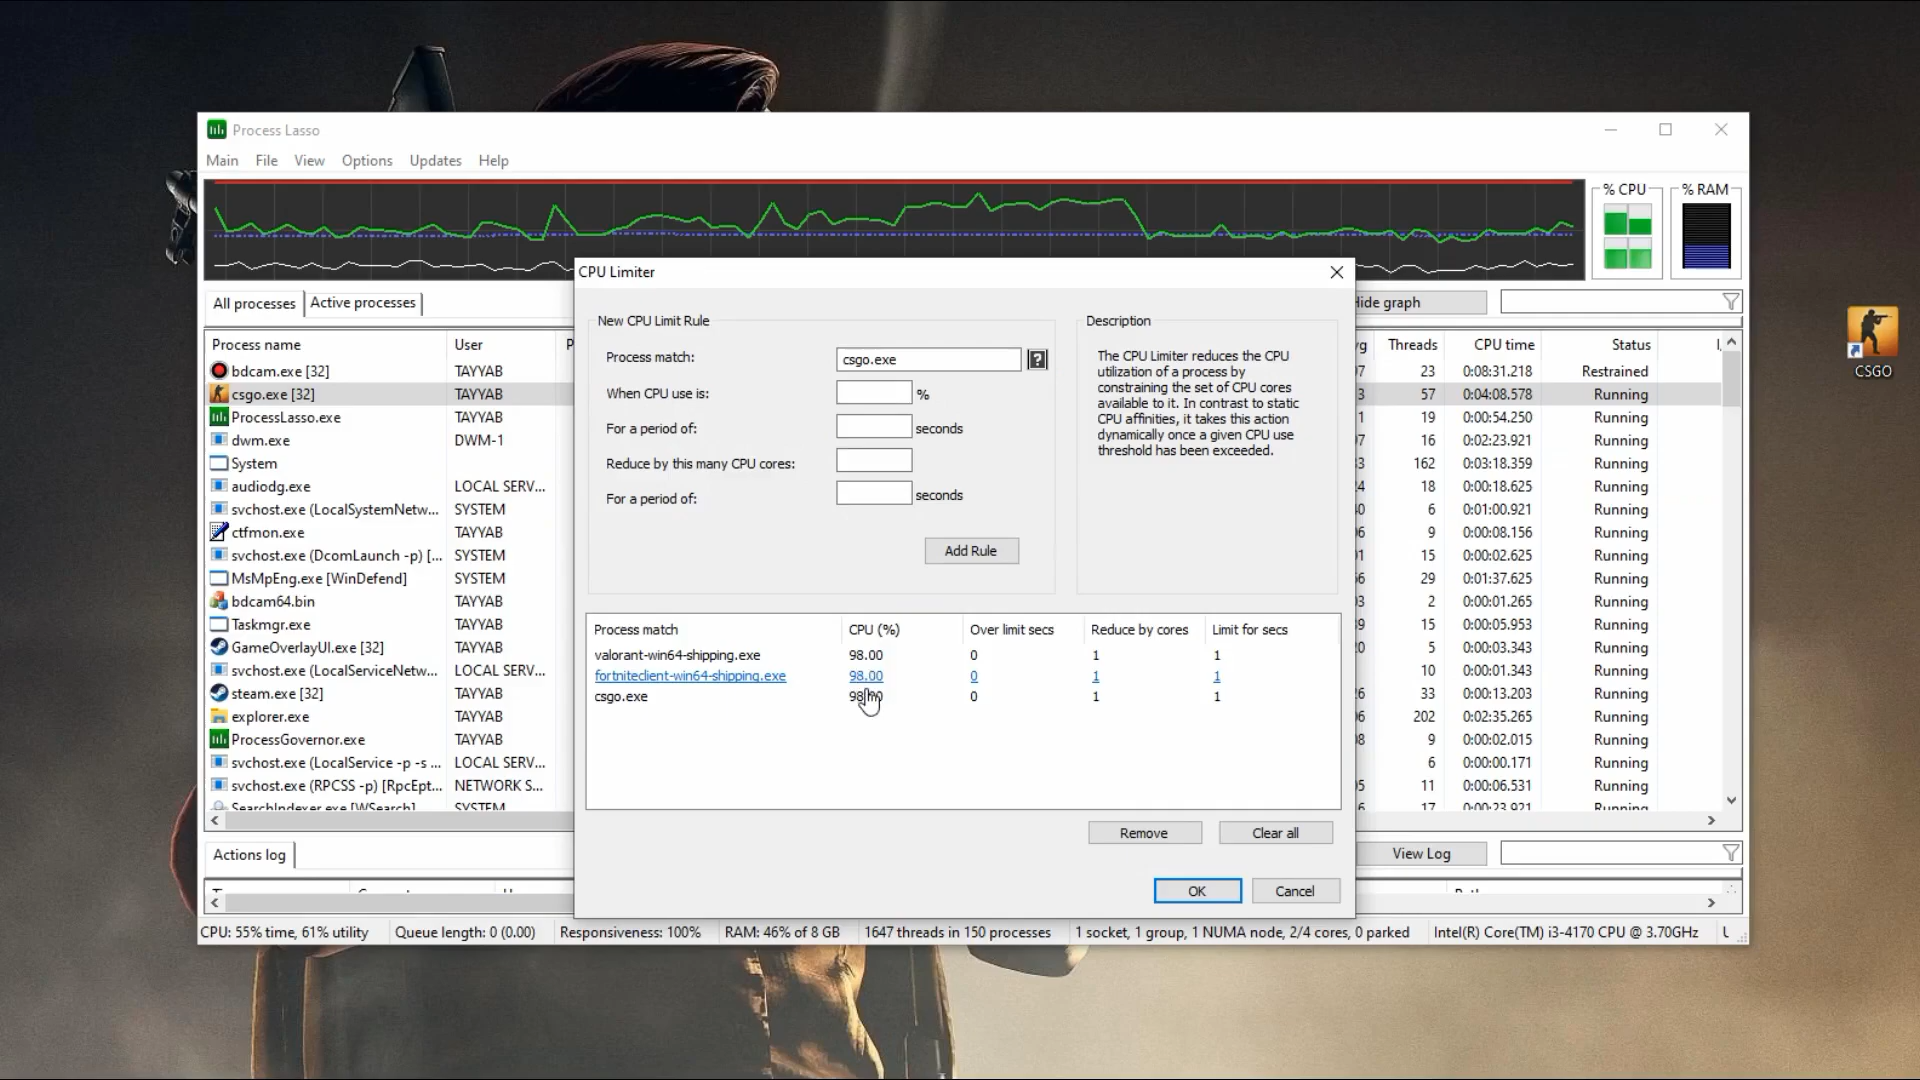 Process Lasso
Main File View Options Updates Help
% CPU % RAM
CPU Limiter
All processes Active processes
Hide graph
New CPU Limit Rule
Process match: csgo.exe ?
When CPU use is: %
For a period of: seconds
Reduce by this many CPU cores:
For a period of: seconds
Add Rule
Description
The CPU Limiter reduces the CPU
utilization of a process by
constraining the set of CPU cores
available to it. In contrast to static
CPU affinities, it takes this action
dynamically once a given CPU use
threshold has been exceeded.
Process match CPU (%) Over limit secs Reduce by cores Limit for secs
valorant-win64-shipping.exe 98.00 0 1 1
fortniteclient-win64-shipping.exe 98.00 0 1 1
csgo.exe 98.00 0 1 1
Remove Clear all
OK Cancel
Process name User Threads CPU time Status
bdcam.exe [32] TAYYAB 23 0:08:31.218 Restrained
csgo.exe [32] TAYYAB 57 0:04:08.578 Running
ProcessLasso.exe TAYYAB 19 0:00:54.250 Running
dwm.exe DWM-1 16 0:02:23.921 Running
System 162 0:03:18.359 Running
audiodg.exe LOCAL SERV... 18 0:00:18.625 Running
svchost.exe (LocalSystemNetw... SYSTEM 6 0:01:00.921 Running
ctfmon.exe TAYYAB 9 0:00:08.156 Running
svchost.exe (DcomLaunch -p) [... SYSTEM 15 0:00:02.625 Running
MsMpEng.exe [WinDefend] SYSTEM 29 0:01:37.625 Running
bdcam64.bin TAYYAB 2 0:00:01.265 Running
Taskmgr.exe TAYYAB 15 0:00:05.953 Running
GameOverlayUI.exe [32] TAYYAB 5 0:00:03.343 Running
svchost.exe (LocalServiceNetw... LOCAL SERV... 10 0:00:01.343 Running
steam.exe [32] TAYYAB 33 0:00:13.203 Running
explorer.exe TAYYAB 202 0:02:35.265 Running
ProcessGovernor.exe TAYYAB 9 0:00:02.015 Running
svchost.exe (LocalService -p -s ... LOCAL SERV... 6 0:00:00.171 Running
svchost.exe (RPCSS -p) [RpcEpt... NETWORK S... 11 0:00:06.531 Running
SearchIndexer.exe [WSearch] SYSTEM 17 0:00:23.921 Running
Actions log
View Log
CPU: 55% time, 61% utility Queue length: 0 (0.00) Responsiveness: 100% RAM: 46% of 8 GB 1647 threads in 150 processes 1 socket, 1 group, 1 NUMA node, 2/4 cores, 0 parked Intel(R) Core(TM) i3-4170 CPU @ 3.70GHz
CSGO